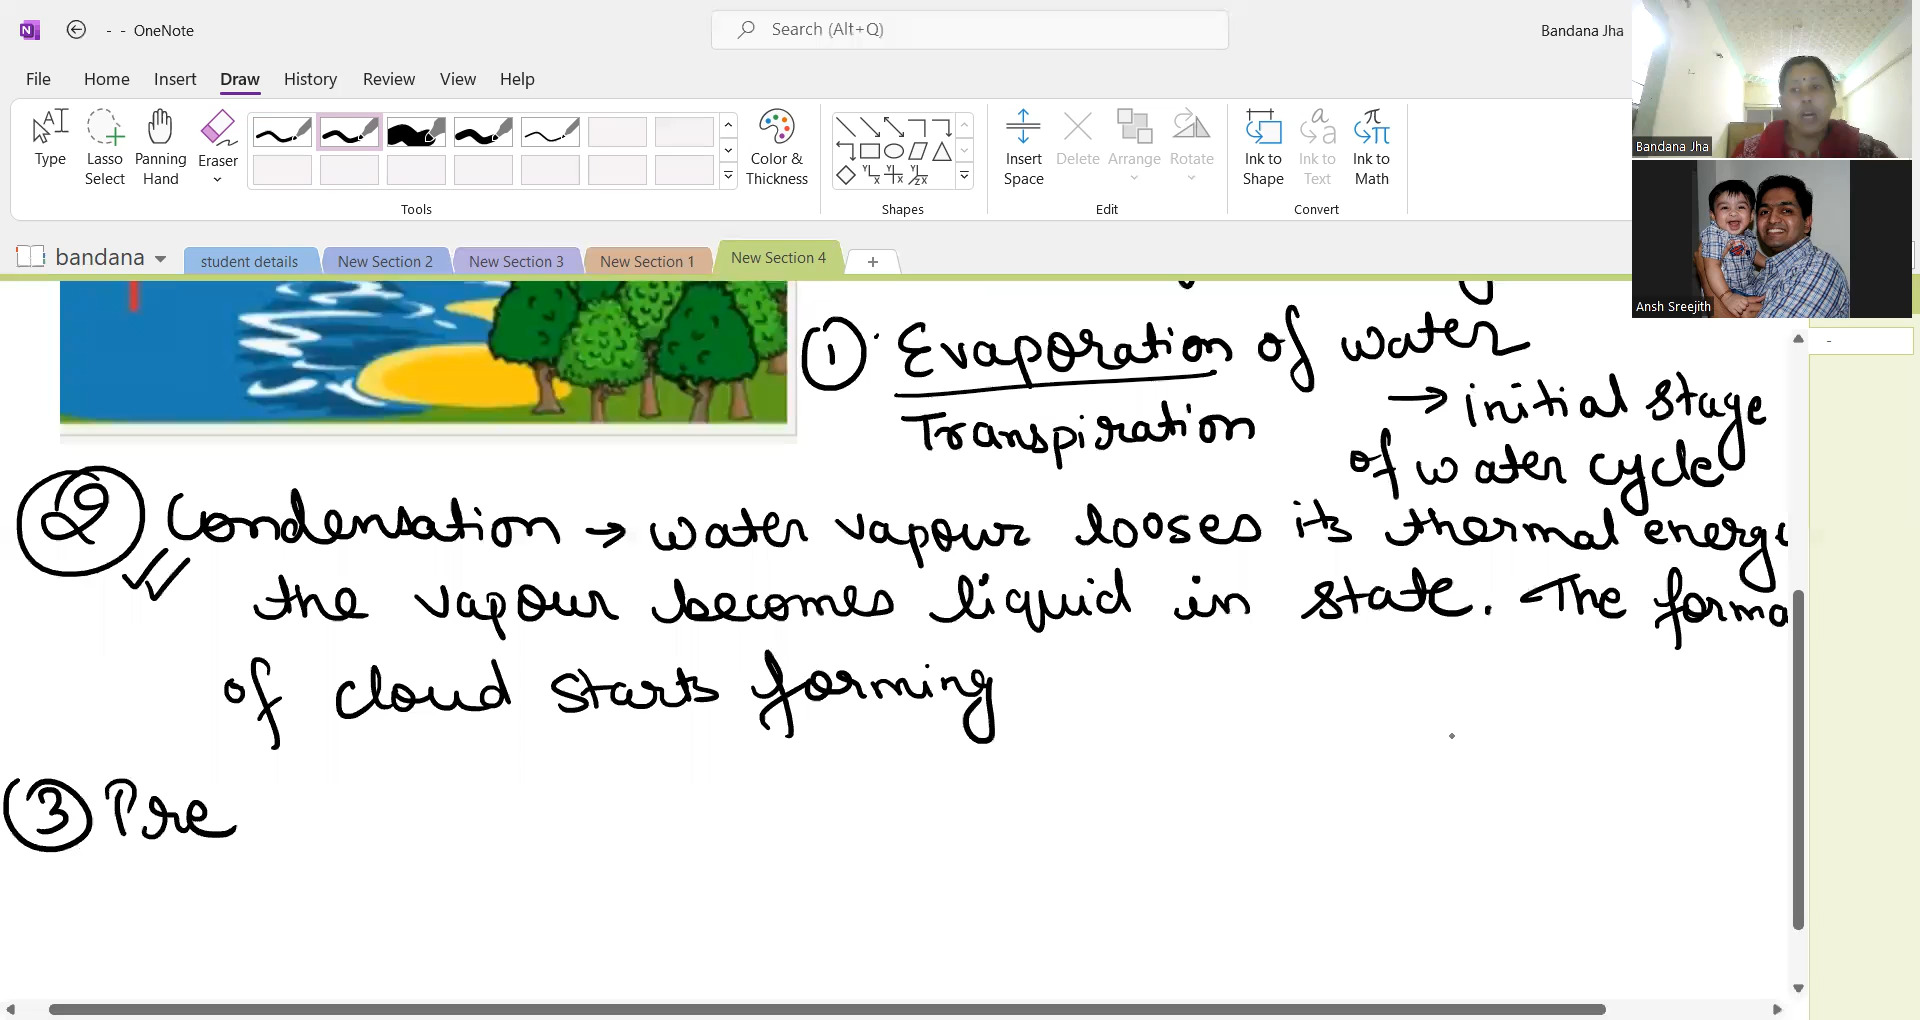 - - OneNote
Search (Alt+Q)
Bandana Jha
File Home Insert Draw History Review View Help
Type
Lasso Select
Panning Hand
Eraser
Color & Thickness
Insert Space
Delete
Arrange
Rotate
Ink to Shape
Ink to Text
Ink to Math
Tools Shapes Edit Convert
bandana student details New Section 2 New Section 3 New Section 1 New Section 4
Bandana Jha
Ansh Sreejith
① Evaporation of water
→ initial stage
Transpiration
of water cycle
② Condensation → water vapour looses its thermal energ
the vapour becomes liquid in state. The forma
of cloud starts forming
③ Pre